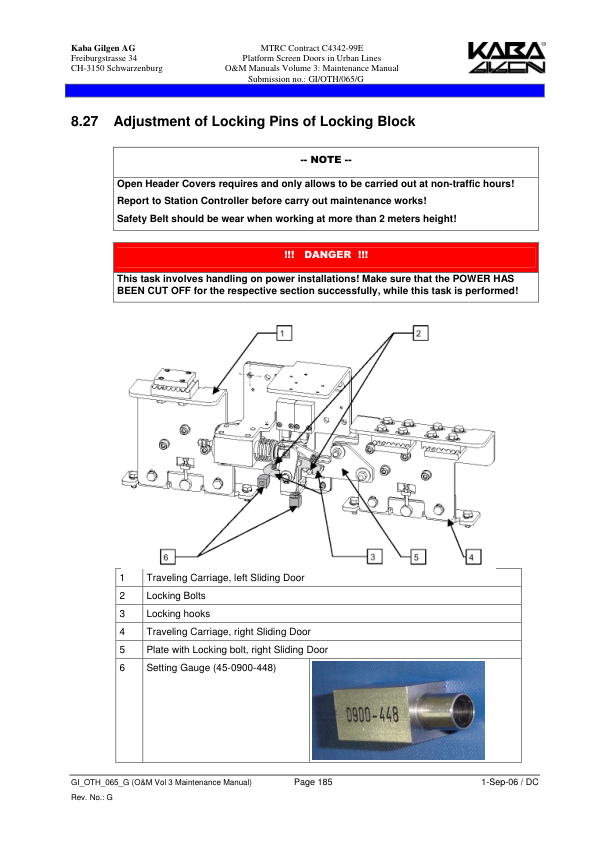 Kaba Gilgen AG
Freiburgstrasse 34
CH-3150 Schwarzenburg
MTRC Contract C4342-99E
Platform Screen Doors in Urban Lines
O&M Manuals Volume 3: Maintenance Manual
Submission no.: GI/OTH/065/G
KABA®
GILGEN
8.27 Adjustment of Locking Pins of Locking Block
-- NOTE --
Open Header Covers requires and only allows to be carried out at non-traffic hours!
Report to Station Controller before carry out maintenance works!
Safety Belt should be wear when working at more than 2 meters height!
!!! DANGER !!!
This task involves handling on power installations! Make sure that the POWER HAS
BEEN CUT OFF for the respective section successfully, while this task is performed!
1
2
6
3
5
4
1 Traveling Carriage, left Sliding Door
2 Locking Bolts
3 Locking hooks
4 Traveling Carriage, right Sliding Door
5 Plate with Locking bolt, right Sliding Door
6 Setting Gauge (45-0900-448)
0900-448
GI_OTH_065_G (O&M Vol 3 Maintenance Manual)
Page 185
1-Sep-06 / DC
Rev. No.: G